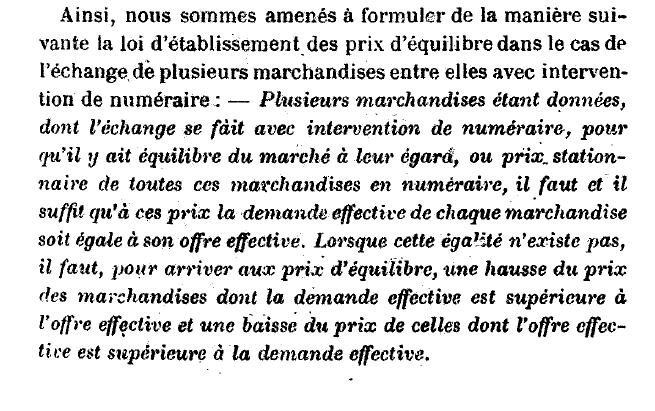 Ainsi, nous sommes amenés à formuler de la manière sui-
vante la loi d'établissement des prix d'équilibre dans le cas de
l'échange de plusieurs marchandises entre elles avec interven-
tion de numéraire : — Plusieurs marchandises étant données,
dont l'échange se fait avec intervention de numéraire, pour
qu'il y ait équilibre du marché à leur égard, ou prix station-
naire de toutes ces marchandises en numéraire, il faut et il
suffit qu'à ces prix la demande effective de chaque marchandise
soit égale à son offre effective. Lorsque cette égalité n'existe pas,
il faut, pour arriver aux prix d'équilibre, une hausse du prix
des marchandises dont la demande effective est supérieure à
l'offre effective et une baisse du prix de celles dont l'offre effec-
tive est supérieure à la demande effective.